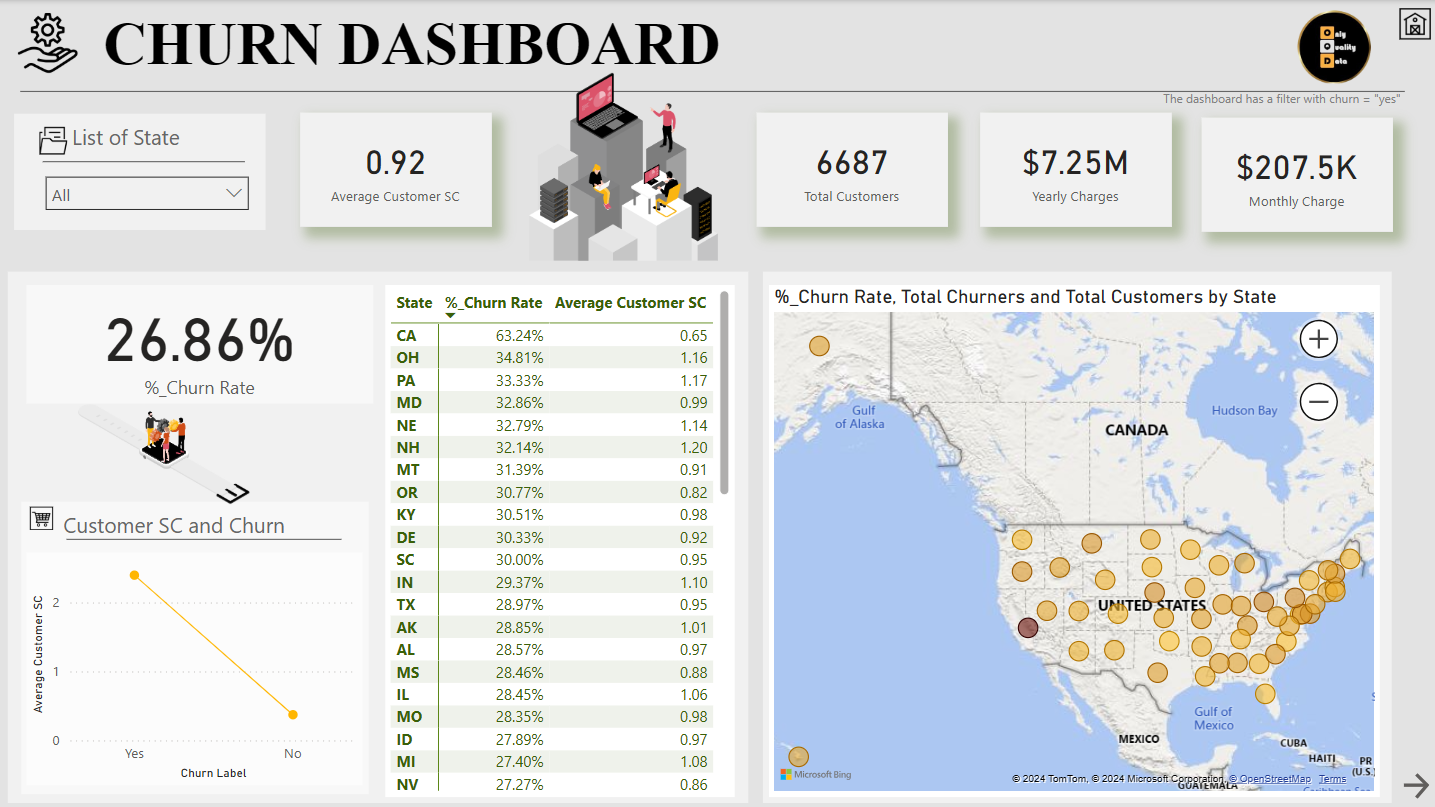 CHURN DASHBOARD
Only
Quality
Data
The dashboard has a filter with churn = "yes"
List of State
All
0.92
Average Customer SC
6687
Total Customers
$7.25M
Yearly Charges
$207.5K
Monthly Charge
26.86%
%_Churn Rate
Customer SC and Churn
Average Customer SC
2
1
0
Yes No
Churn Label
State %_Churn Rate Average Customer SC
CA 63.24% 0.65
OH 34.81% 1.16
PA 33.33% 1.17
MD 32.86% 0.99
NE 32.79% 1.14
NH 32.14% 1.20
MT 31.39% 0.91
OR 30.77% 0.82
KY 30.51% 0.98
DE 30.33% 0.92
SC 30.00% 0.95
IN 29.37% 1.10
TX 28.97% 0.95
AK 28.85% 1.01
AL 28.57% 0.97
MS 28.46% 0.88
IL 28.45% 1.06
MO 28.35% 0.98
ID 27.89% 0.97
MI 27.40% 1.08
NV 27.27% 0.86
%_Churn Rate, Total Churners and Total Customers by State
Gulf
of Alaska
Hudson Bay
CANADA
UNITED STATES
Gulf of
Mexico
MEXICO
CUBA
HAITI
PR
(U.S.)
GUATEMALA
Microsoft Bing
© 2024 TomTom, © 2024 Microsoft Corporation, © OpenStreetMap Terms